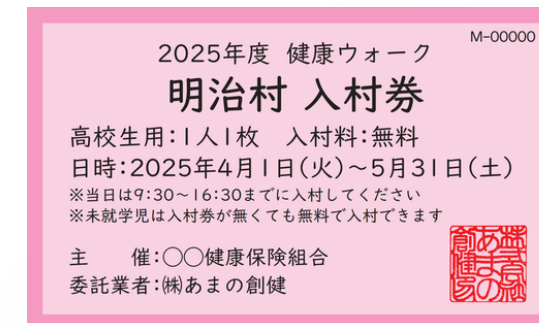 M-00000
2025年度 健康ウォーク
明治村 入村券
高校生用:1人1枚 入村料:無料
日時:2025年4月1日(火)~5月31日(土)
※当日は9:30~16:30までに入村してください
※未就学児は入村券が無くても無料で入村できます
主 催:○○健康保険組合
委託業者:㈱あまの創健